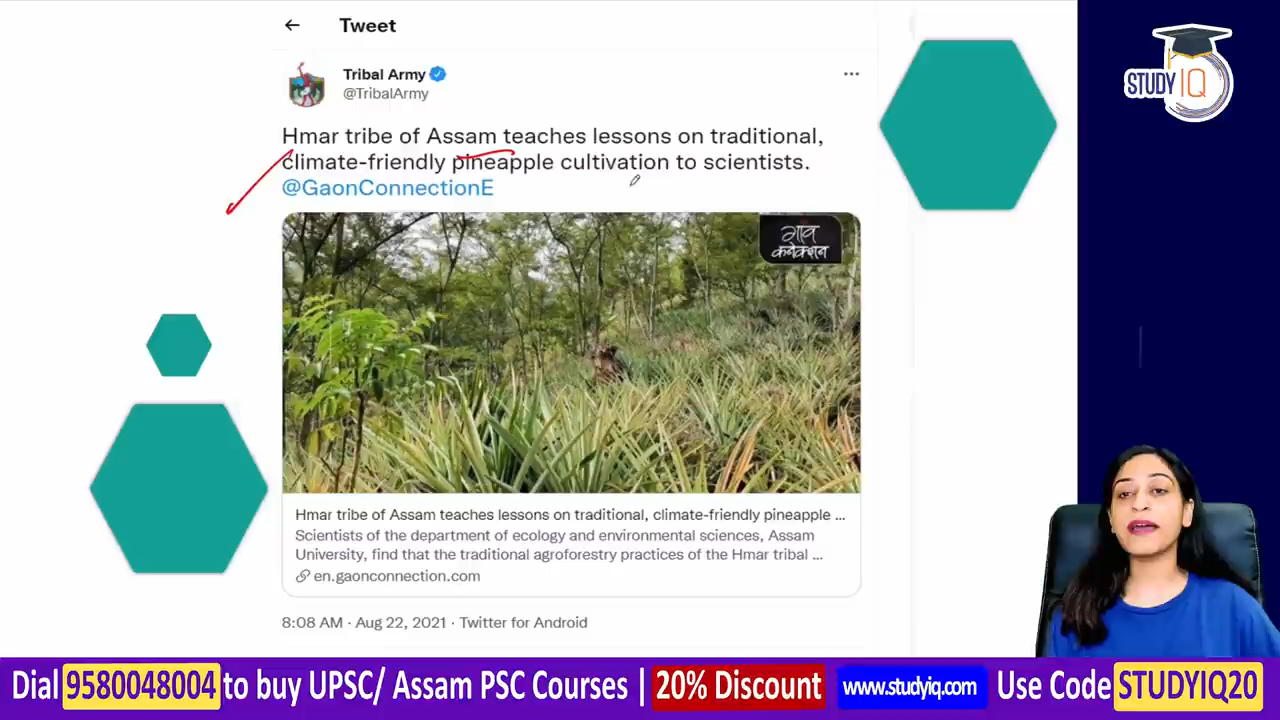 Tweet
Tribal Army
@TribalArmy
Hmar tribe of Assam teaches lessons on traditional,
climate-friendly pineapple cultivation to scientists.
@GaonConnectionE
गाँव
कनेक्शन
Hmar tribe of Assam teaches lessons on traditional, climate-friendly pineapple ...
Scientists of the department of ecology and environmental sciences, Assam
University, find that the traditional agroforestry practices of the Hmar tribal ...
en.gaonconnection.com
8:08 AM · Aug 22, 2021 · Twitter for Android
STUDY IQ
Dial 9580048004 to buy UPSC/ Assam PSC Courses | 20% Discount www.studyiq.com Use Code STUDYIQ20